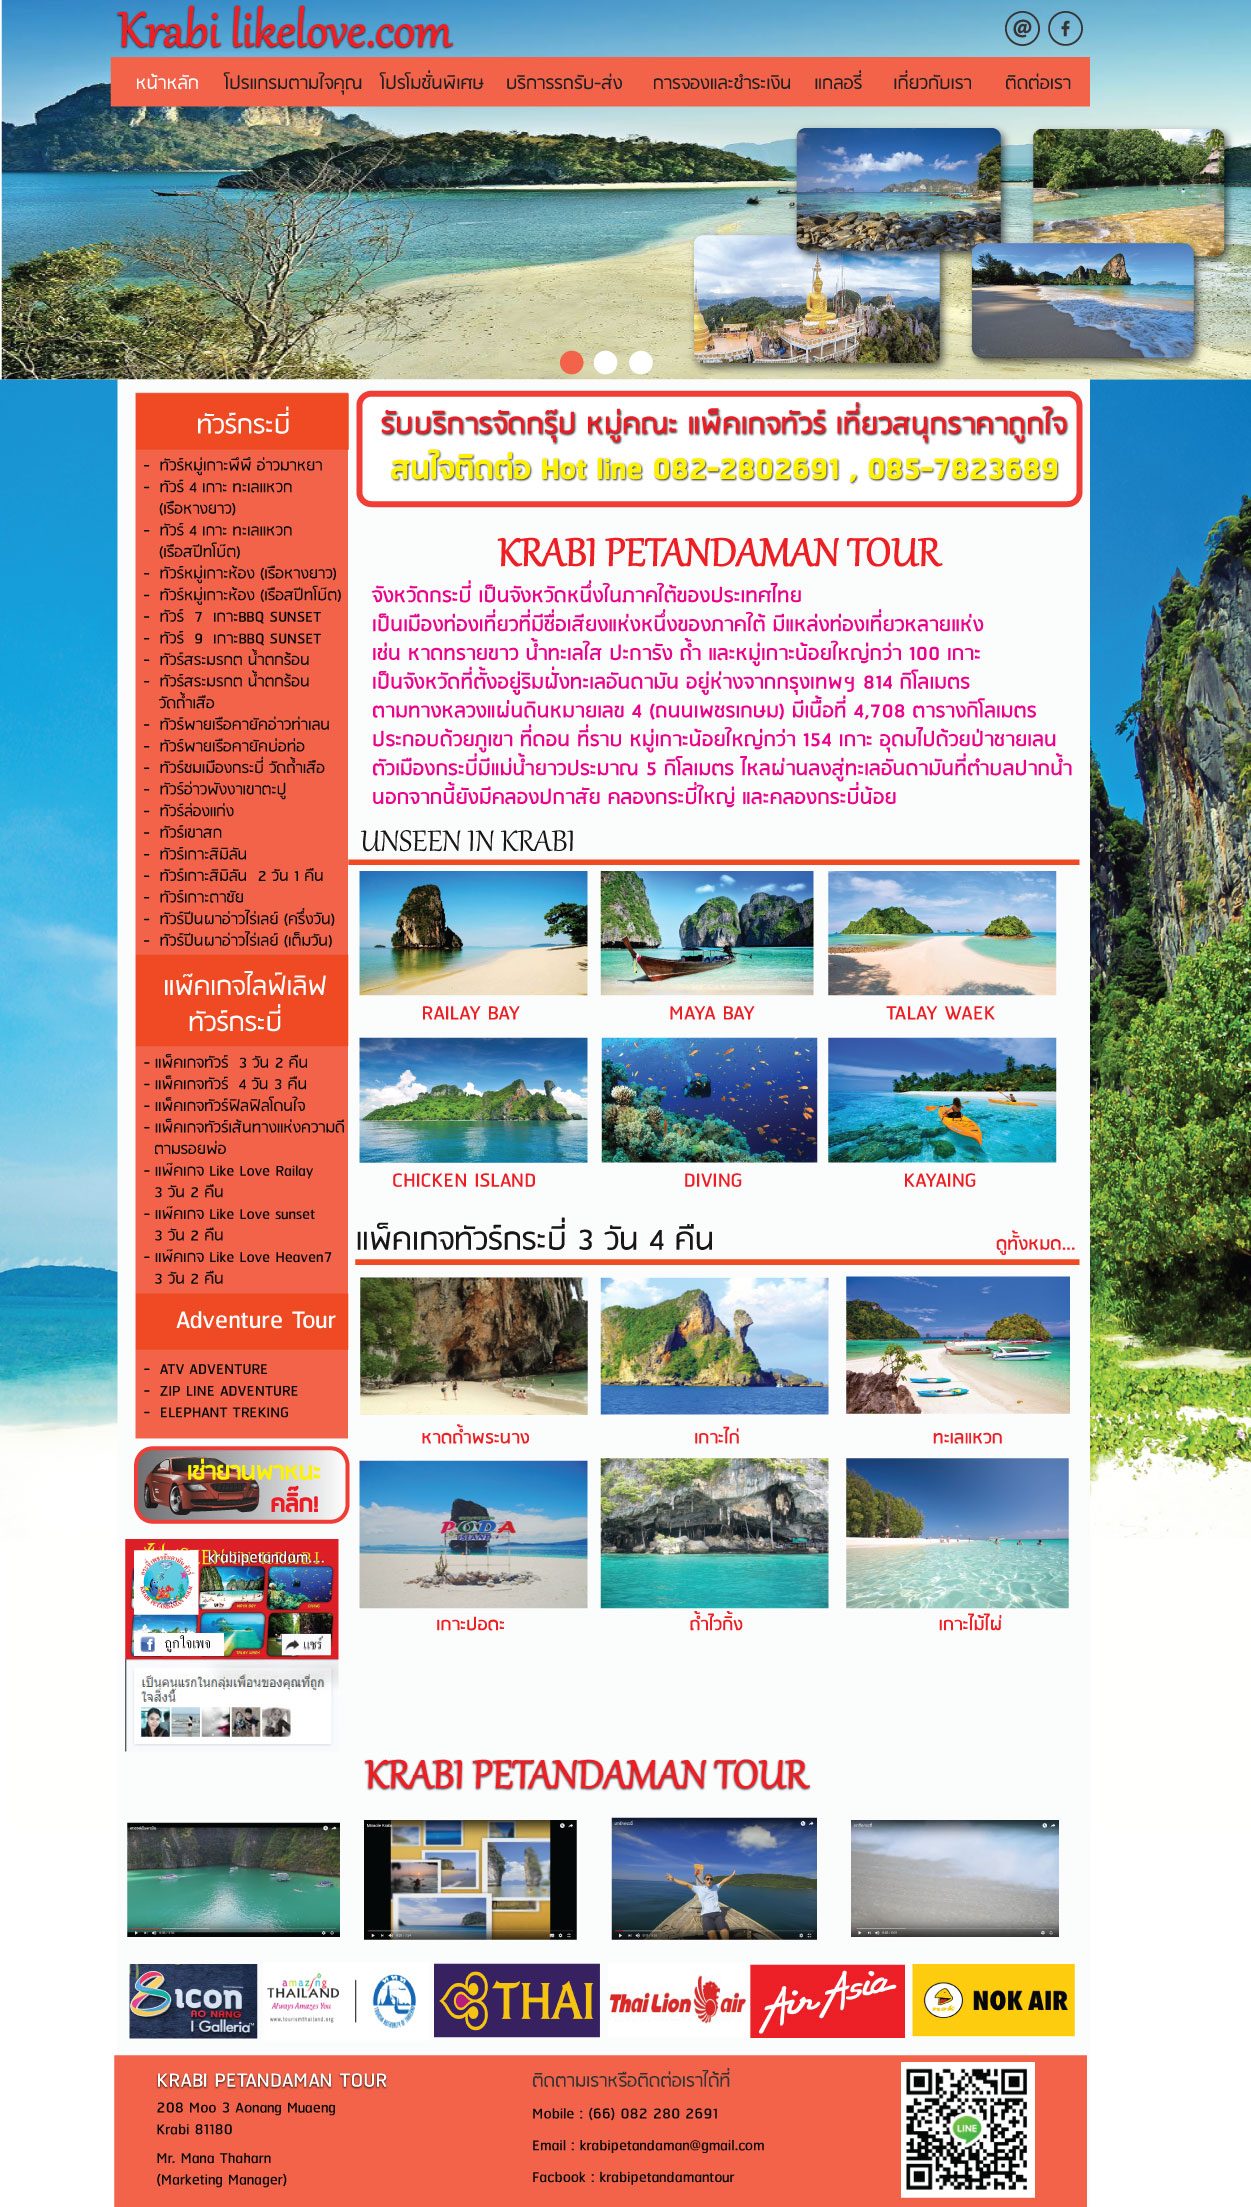 Krabi likelove.com
หน้าหลัก โปรแกรมตามใจคุณ โปรโมชั่นพิเศษ บริการรถรับ-ส่ง การจองและชำระเงิน แกลอรี่ เกี่ยวกับเรา ติดต่อเรา
ทัวร์กระบี่
- ทัวร์หมู่เกาะพีพี อ่าวมาหยา
- ทัวร์ 4 เกาะ ทะเลแหวก
(เรือหางยาว)
- ทัวร์ 4 เกาะ ทะเลแหวก
(เรือสปีทโบ๊ต)
- ทัวร์หมู่เกาะห้อง (เรือหางยาว)
- ทัวร์หมู่เกาะห้อง (เรือสปีทโบ๊ต)
- ทัวร์ 7 เกาะBBQ SUNSET
- ทัวร์ 9 เกาะBBQ SUNSET
- ทัวร์สระมรกต น้ำตกร้อน
- ทัวร์สระมรกต น้ำตกร้อน
วัดถ้ำเสือ
- ทัวร์พายเรือคายัคอ่าวท่าเลน
- ทัวร์พายเรือคายัคบ่อท่อ
- ทัวร์ชมเมืองกระบี่ วัดถ้ำเสือ
- ทัวร์อ่าวพังงาเขาตะปู
- ทัวร์ล่องแก่ง
- ทัวร์เขาสก
- ทัวร์เกาะสิมิลัน
- ทัวร์เกาะสิมิลัน 2 วัน 1 คืน
- ทัวร์เกาะตาชัย
- ทัวร์ปีนผาอ่าวไร่เลย์ (ครึ่งวัน)
- ทัวร์ปีนผาอ่าวไร่เลย์ (เต็มวัน)
แพ๊คเกจไลฟ์เลิฟ
ทัวร์กระบี่
- แพ็คเกจทัวร์ 3 วัน 2 คืน
- แพ็คเกจทัวร์ 4 วัน 3 คืน
- แพ็คเกจทัวร์ฟิลฟิลโดนใจ
- แพ็คเกจทัวร์เส้นทางแห่งความดี
ตามรอยพ่อ
- แพ๊คเกจ Like Love Railay
3 วัน 2 คืน
- แพ๊คเกจ Like Love sunset
3 วัน 2 คืน
- แพ๊คเกจ Like Love Heaven7
3 วัน 2 คืน
Adventure Tour
- ATV ADVENTURE
- ZIP LINE ADVENTURE
- ELEPHANT TREKING
เช่ายานพาหนะ
คลิ๊ก!
krabipetandam...
ถูกใจเพจ แชร์
เป็นคนแรกในกลุ่มเพื่อนของคุณที่ถูก
ใจสิ่งนี้
รับบริการจัดกรุ๊ป หมู่คณะ แพ็คเกจทัวร์ เที่ยวสนุกราคาถูกใจ
สนใจติดต่อ Hot line 082-2802691 , 085-7823689
KRABI PETANDAMAN TOUR
จังหวัดกระบี่ เป็นจังหวัดหนึ่งในภาคใต้ของประเทศไทย
เป็นเมืองท่องเที่ยวที่มีชื่อเสียงแห่งหนึ่งของภาคใต้ มีแหล่งท่องเที่ยวหลายแห่ง
เช่น หาดทรายขาว น้ำทะเลใส ปะการัง ถ้ำ และหมู่เกาะน้อยใหญ่กว่า 100 เกาะ
เป็นจังหวัดที่ตั้งอยู่ริมฝั่งทะเลอันดามัน อยู่ห่างจากกรุงเทพฯ 814 กิโลเมตร
ตามทางหลวงแผ่นดินหมายเลข 4 (ถนนเพชรเกษม) มีเนื้อที่ 4,708 ตารางกิโลเมตร
ประกอบด้วยภูเขา ที่ดอน ที่ราบ หมู่เกาะน้อยใหญ่กว่า 154 เกาะ อุดมไปด้วยป่าชายเลน
ตัวเมืองกระบี่มีแม่น้ำยาวประมาณ 5 กิโลเมตร ไหลผ่านลงสู่ทะเลอันดามันที่ตำบลปากน้ำ
นอกจากนี้ยังมีคลองปกาสัย คลองกระบี่ใหญ่ และคลองกระบี่น้อย
UNSEEN IN KRABI
RAILAY BAY MAYA BAY TALAY WAEK
CHICKEN ISLAND DIVING KAYAING
แพ็คเกจทัวร์กระบี่ 3 วัน 4 คืน ดูทั้งหมด...
หาดถ้ำพระนาง เกาะไก่ ทะเลแหวก
PODA
ISLAND
เกาะปอดะ ถ้ำไวกิ้ง เกาะไม้ไผ่
KRABI PETANDAMAN TOUR
Miracle Krabi
8icon
AO NANG
| Galleria
amazing
THAILAND
Always Amazes You
www.tourismthailand.org
THAI
Thai Lion air
Air Asia
nok
NOK AIR
KRABI PETANDAMAN TOUR
208 Moo 3 Aonang Muaeng
Krabi 81180
Mr. Mana Thaharn
(Marketing Manager)
ติดตามเราหรือติดต่อเราได้ที่
Mobile : (66) 082 280 2691
Email : krabipetandaman@gmail.com
Facbook : krabipetandamantour
LINE